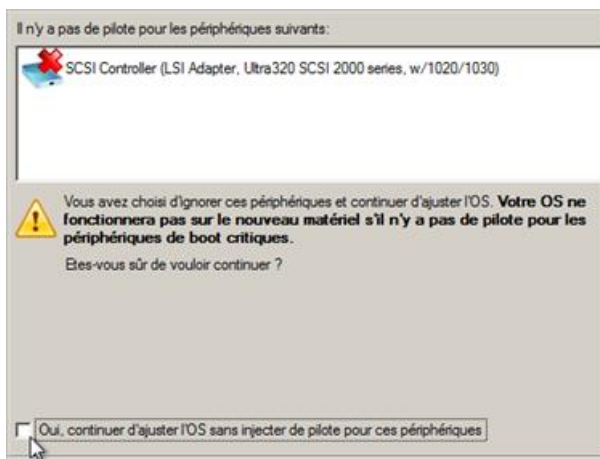 Il n'y a pas de pilote pour les périphériques suivants:
SCSI Controller (LSI Adapter, Ultra320 SCSI 2000 series, w/1020/1030)
Vous avez choisi d'ignorer ces périphériques et continuer d'ajuster l'OS. Votre OS ne
fonctionnera pas sur le nouveau matériel s'il n'y a pas de pilote pour les
périphériques de boot critiques.
Etes-vous sûr de vouloir continuer ?
Oui, continuer d'ajuster l'OS sans injecter de pilote pour ces périphériques